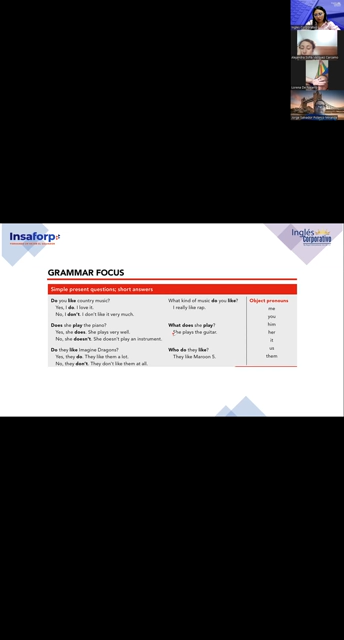 Insaforp
Inglés
Corporativo
GRAMMAR FOCUS
Simple present questions; short answers
Do you like country music?
Yes, I do. I love it.
No, I don't. I don't like it very much.
Does she play the piano?
Yes, she does. She plays very well.
No, she doesn't. She doesn't play an instrument.
Do they like Imagine Dragons?
Yes, they do. They like them a lot.
No, they don't. They don't like them at all.
What kind of music do you like?
I really like rap.
What does she play?
She plays the guitar.
Who do they like?
They like Maroon 5.
Object pronouns
me
you
him
her
it
us
them